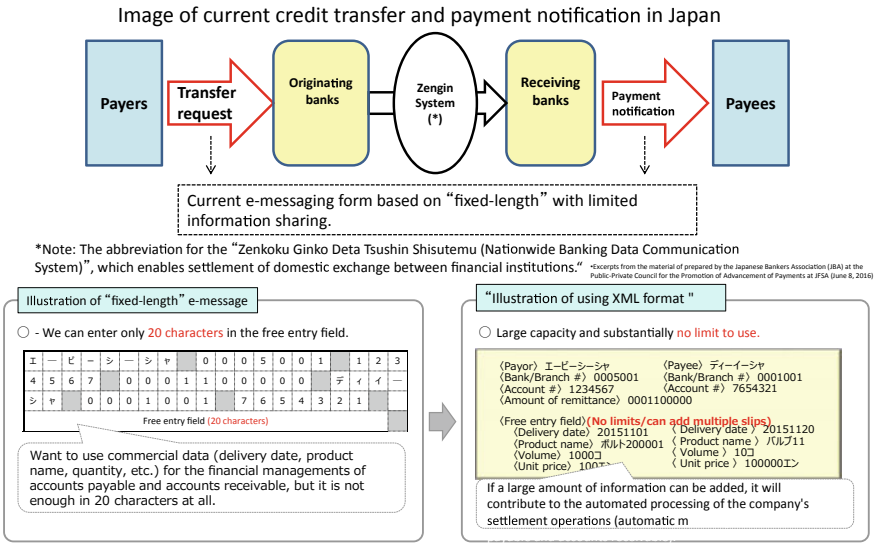 Image of current credit transfer and payment notification in Japan
Payers
Transfer
request
Originating
banks
Zengin
System
(*)
Receiving
banks
Payment
notification
Payees
Current e-messaging form based on “fixed-length” with limited
information sharing.
*Note: The abbreviation for the “Zenkoku Ginko Deta Tsushin Shisutemu (Nationwide Banking Data Communication
System)”, which enables settlement of domestic exchange between financial institutions.“
*Excerpts from the material of prepared by the Japanese Bankers Association (JBA) at the
Public-Private Council for the Promotion of Advancement of Payments at JFSA (June 8, 2016)
Illustration of “fixed-length” e-message
○ - We can enter only 20 characters in the free entry field.
エ ー ビ ー シ ー シ ャ 0 0 0 5 0 0 1 1 2 3
4 5 6 7 0 0 0 1 1 0 0 0 0 0 デ ィ イ ー
シ ャ 0 0 0 1 0 0 1 7 6 5 4 3 2 1
Free entry field (20 characters)
Want to use commercial data (delivery date, product
name, quantity, etc.) for the financial managements of
accounts payable and accounts receivable, but it is not
enough in 20 characters at all.
“Illustration of using XML format "
○ Large capacity and substantially no limit to use.
〈Payor〉 エービーシーシャ 〈Payee〉 ディーイーシャ
〈Bank/Branch #〉 0005001 〈Bank/Branch #〉 0001001
〈Account #〉 1234567 〈Account #〉 7654321
〈Amount of remittance〉 0001100000
〈Free entry field〉(No limits/can add multiple slips)
〈Delivery date〉 20151101 〈 Delivery date 〉 20151120
〈Product name〉 ボルト200001 〈 Product name 〉 バルブ11
〈Volume〉 1000コ 〈 Volume 〉 10コ
〈Unit price〉 100エン 〈 Unit price 〉 100000エン
If a large amount of information can be added, it will
contribute to the automated processing of the company's
settlement operations (automatic m